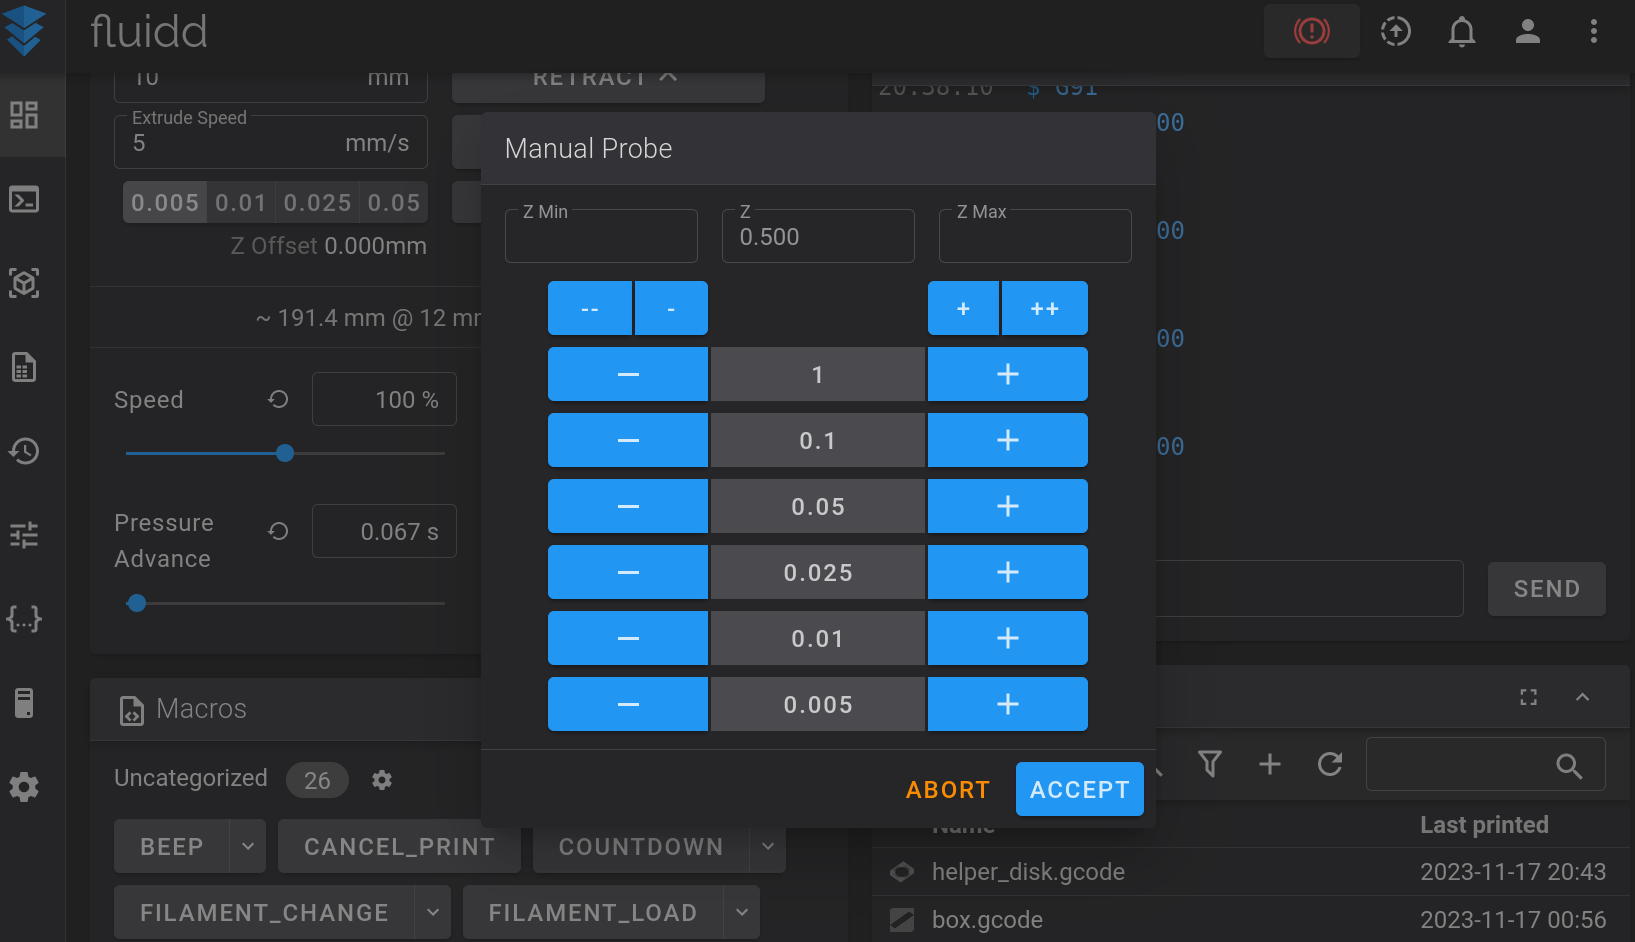 fluidd
10 mm
RETRACT
20:38:10 $ G91
Extrude Speed
5 mm/s
00
Manual Probe
0.005 0.01 0.025 0.05
Z Offset 0.000mm
Z Min
Z
0.500
Z Max
00
-- - + ++
~ 191.4 mm @ 12 mm
00
1
Speed 100 %
0.1
00
0.05
Pressure
Advance
0.067 s
0.025
SEND
0.01
0.005
Macros
Uncategorized 26
ABORT ACCEPT
Name Last printed
BEEP CANCEL_PRINT COUNTDOWN
helper_disk.gcode 2023-11-17 20:43
FILAMENT_CHANGE FILAMENT_LOAD
box.gcode 2023-11-17 00:56